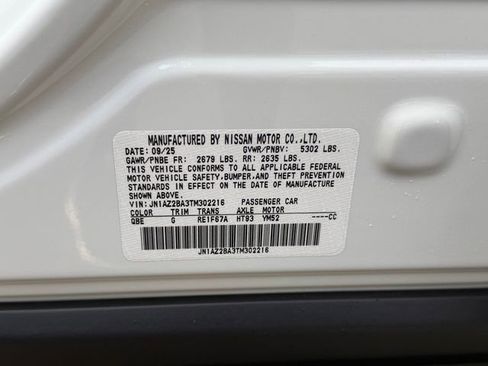 MANUFACTURED BY NISSAN MOTOR CO.,LTD.
DATE: 09/25 GVWR/PNBV: 5302 LBS.
GAWR/PNBE FR: 2679 LBS. RR: 2635 LBS.
THIS VEHICLE CONFORMS TO ALL APPLICABLE FEDERAL
MOTOR VEHICLE SAFETY,BUMPER,AND THEFT PREVENTION
STANDARDS IN EFFECT ON THE DATE OF MANUFACTURE
SHOWN ABOVE.
VIN:JN1AZ2BA3TM302216 PASSENGER CAR
COLOR TRIM TRANS AXLE MOTOR
QBE G RE1F67A HT93 YM52 ----CC
JN1AZ2BA3TM302216